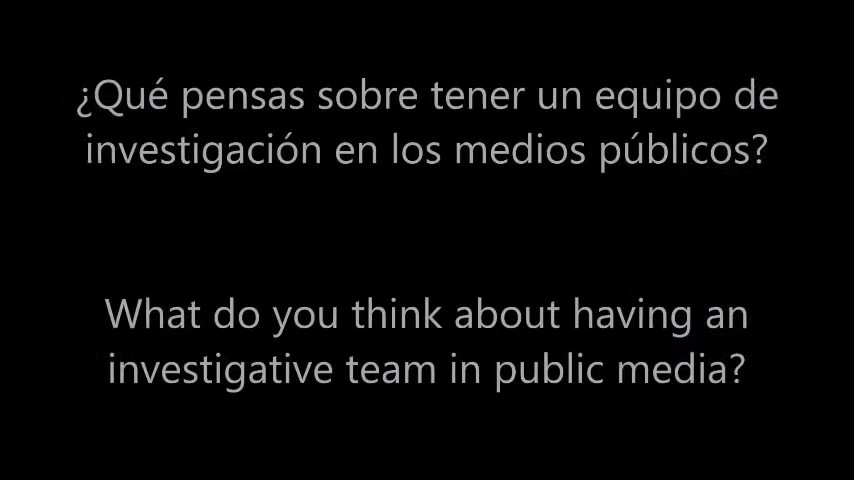 ¿Qué pensas sobre tener un equipo de
investigación en los medios públicos?
What do you think about having an
investigative team in public media?